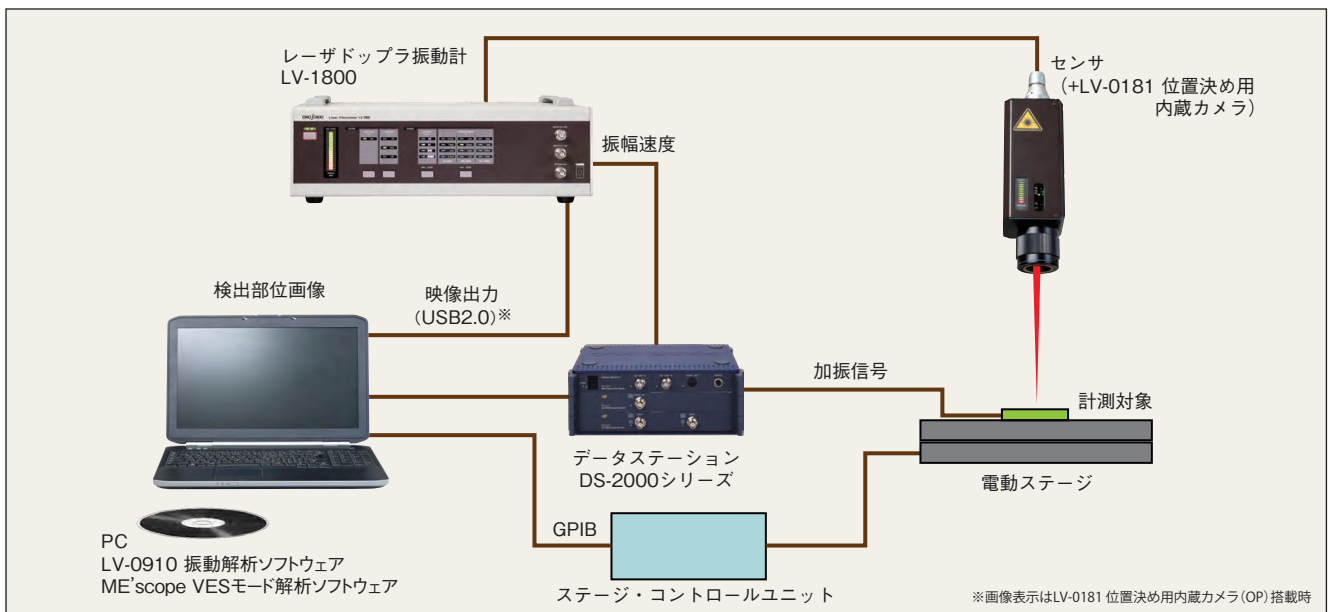 レーザドップラ振動計
LV-1800
センサ
(+LV-0181 位置決め用
内蔵カメラ)
振幅速度
検出部位画像
映像出力
(USB2.0)※
加振信号
計測対象
データステーション
DS-2000シリーズ
電動ステージ
GPIB
PC
LV-0910 振動解析ソフトウェア
ME'scope VESモード解析ソフトウェア
ステージ・コントロールユニット
※画像表示はLV-0181 位置決め用内蔵カメラ(OP)搭載時